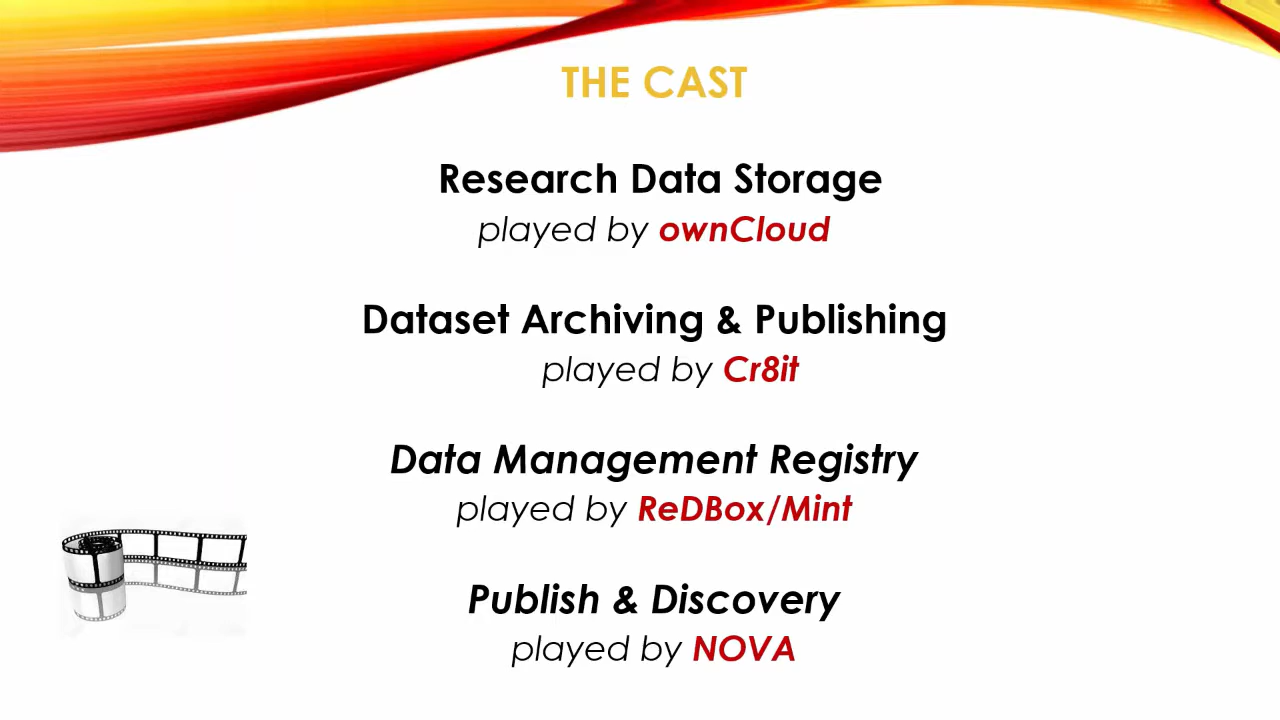 THE CAST
Research Data Storage
played by ownCloud
Dataset Archiving & Publishing
played by Cr8it
Data Management Registry
played by ReDBox/Mint
Publish & Discovery
played by NOVA